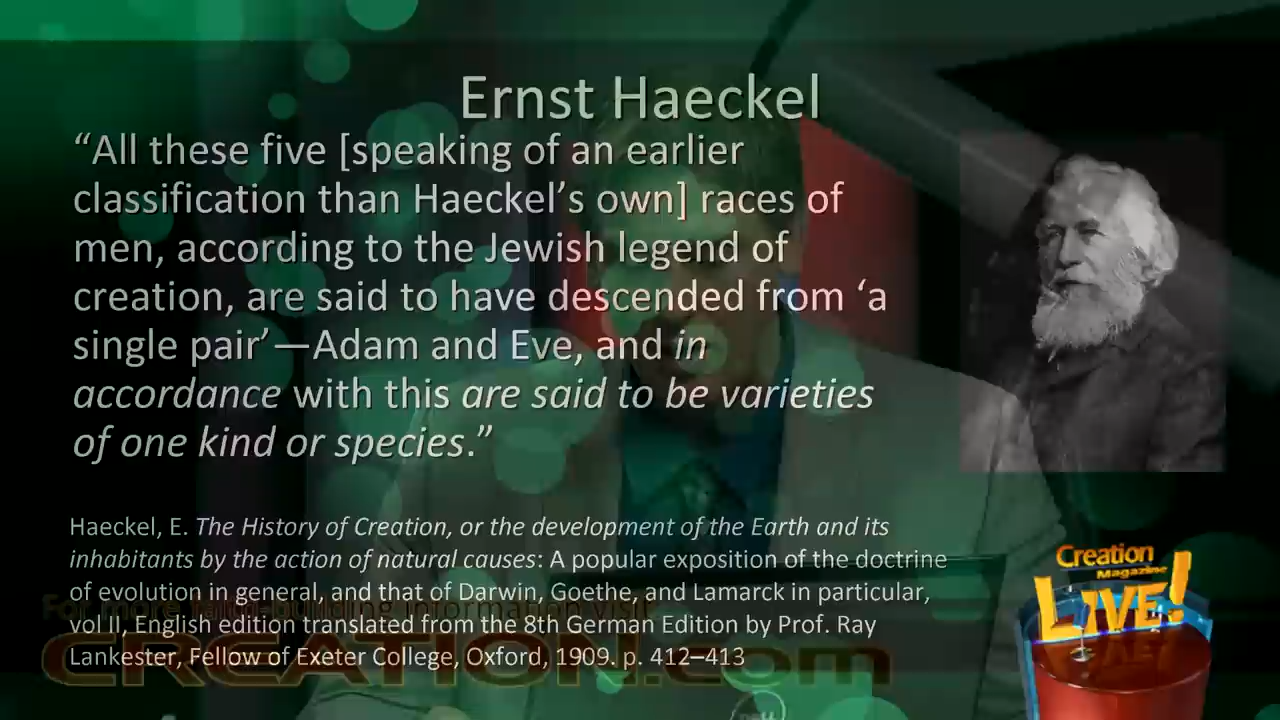 Ernst Haeckel
“All these five [speaking of an earlier
classification than Haeckel’s own] races of
men, according to the Jewish legend of
creation, are said to have descended from ‘a
single pair’—Adam and Eve, and in
accordance with this are said to be varieties
of one kind or species.”
Haeckel, E. The History of Creation, or the development of the Earth and its
inhabitants by the action of natural causes: A popular exposition of the doctrine
of evolution in general, and that of Darwin, Goethe, and Lamarck in particular,
vol II, English edition translated from the 8th German Edition by Prof. Ray
Lankester, Fellow of Exeter College, Oxford, 1909. p. 412–413
For more faith-building information visit
CREATION.com
Creation
Magazine
LIVE!